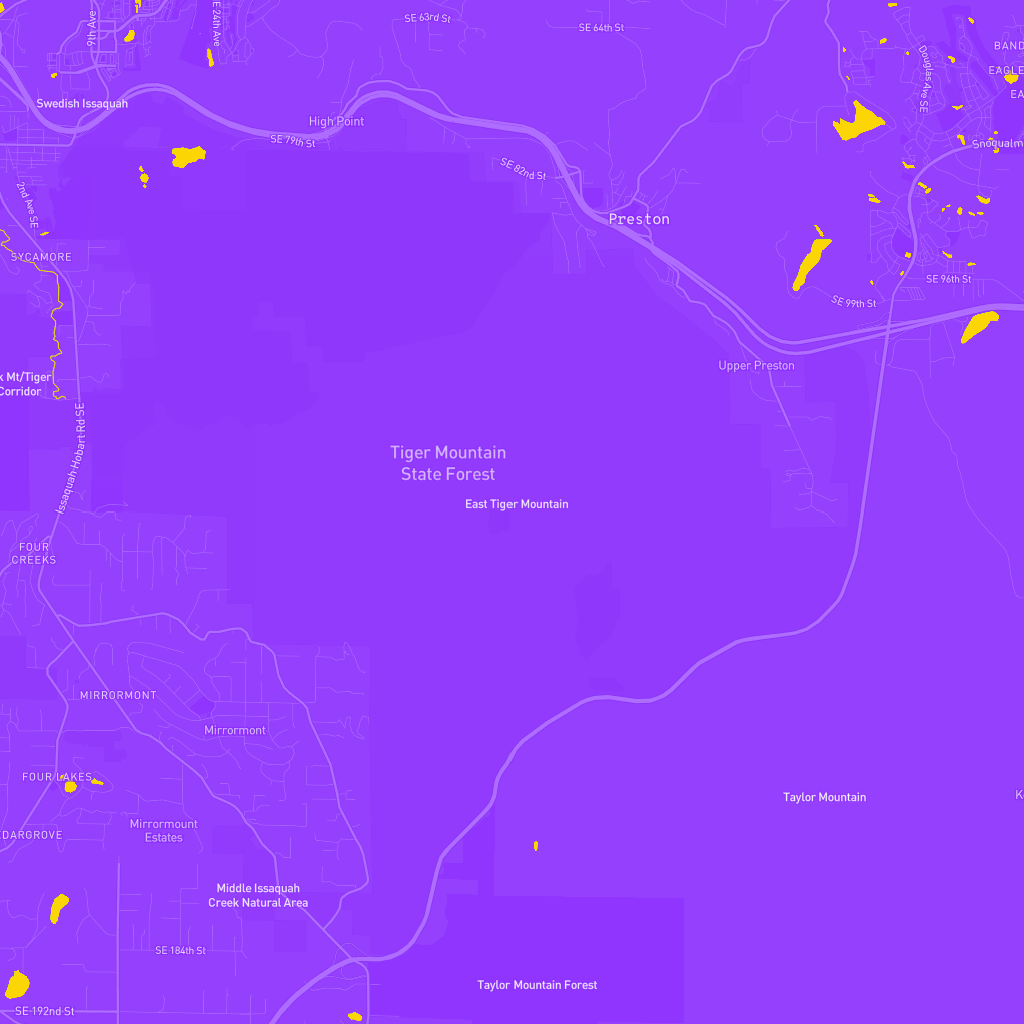 SE 24th Ave
9th Ave
SE 63rd St
SE 64th St
BAND
Douglas Ave SE
EAGLE
EA
Swedish Issaquah
High Point
SE 79th St
Snoqualm
SE 82nd St
2nd Ave SE
Preston
SYCAMORE
SE 96th St
SE 99th St
Upper Preston
k Mt/Tiger
Corridor
Issaquah Hobart Rd SE
Tiger Mountain
State Forest
East Tiger Mountain
FOUR
CREEKS
MIRRORMONT
Mirrormont
FOUR LAKES
Taylor Mountain
K
Mirrormount
Estates
EDARGROVE
Middle Issaquah
Creek Natural Area
SE 184th St
Taylor Mountain Forest
SE 192nd St